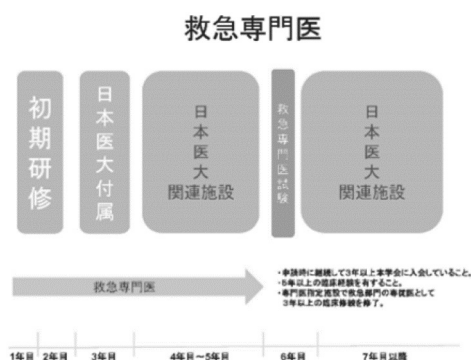 救急専門医
初期研修
日本医大付属
日本医大
関連施設
救急専門医試験
日本医大
関連施設
救急専門医
・申請時に継続して3年以上本学会に入会していること。
・5年以上の臨床経験を有すること。
・専門医指定施設で救急部門の専従医として
3年以上の臨床修練を修了。
1年目
2年目
3年目
4年目～5年目
6年目
7年目以降